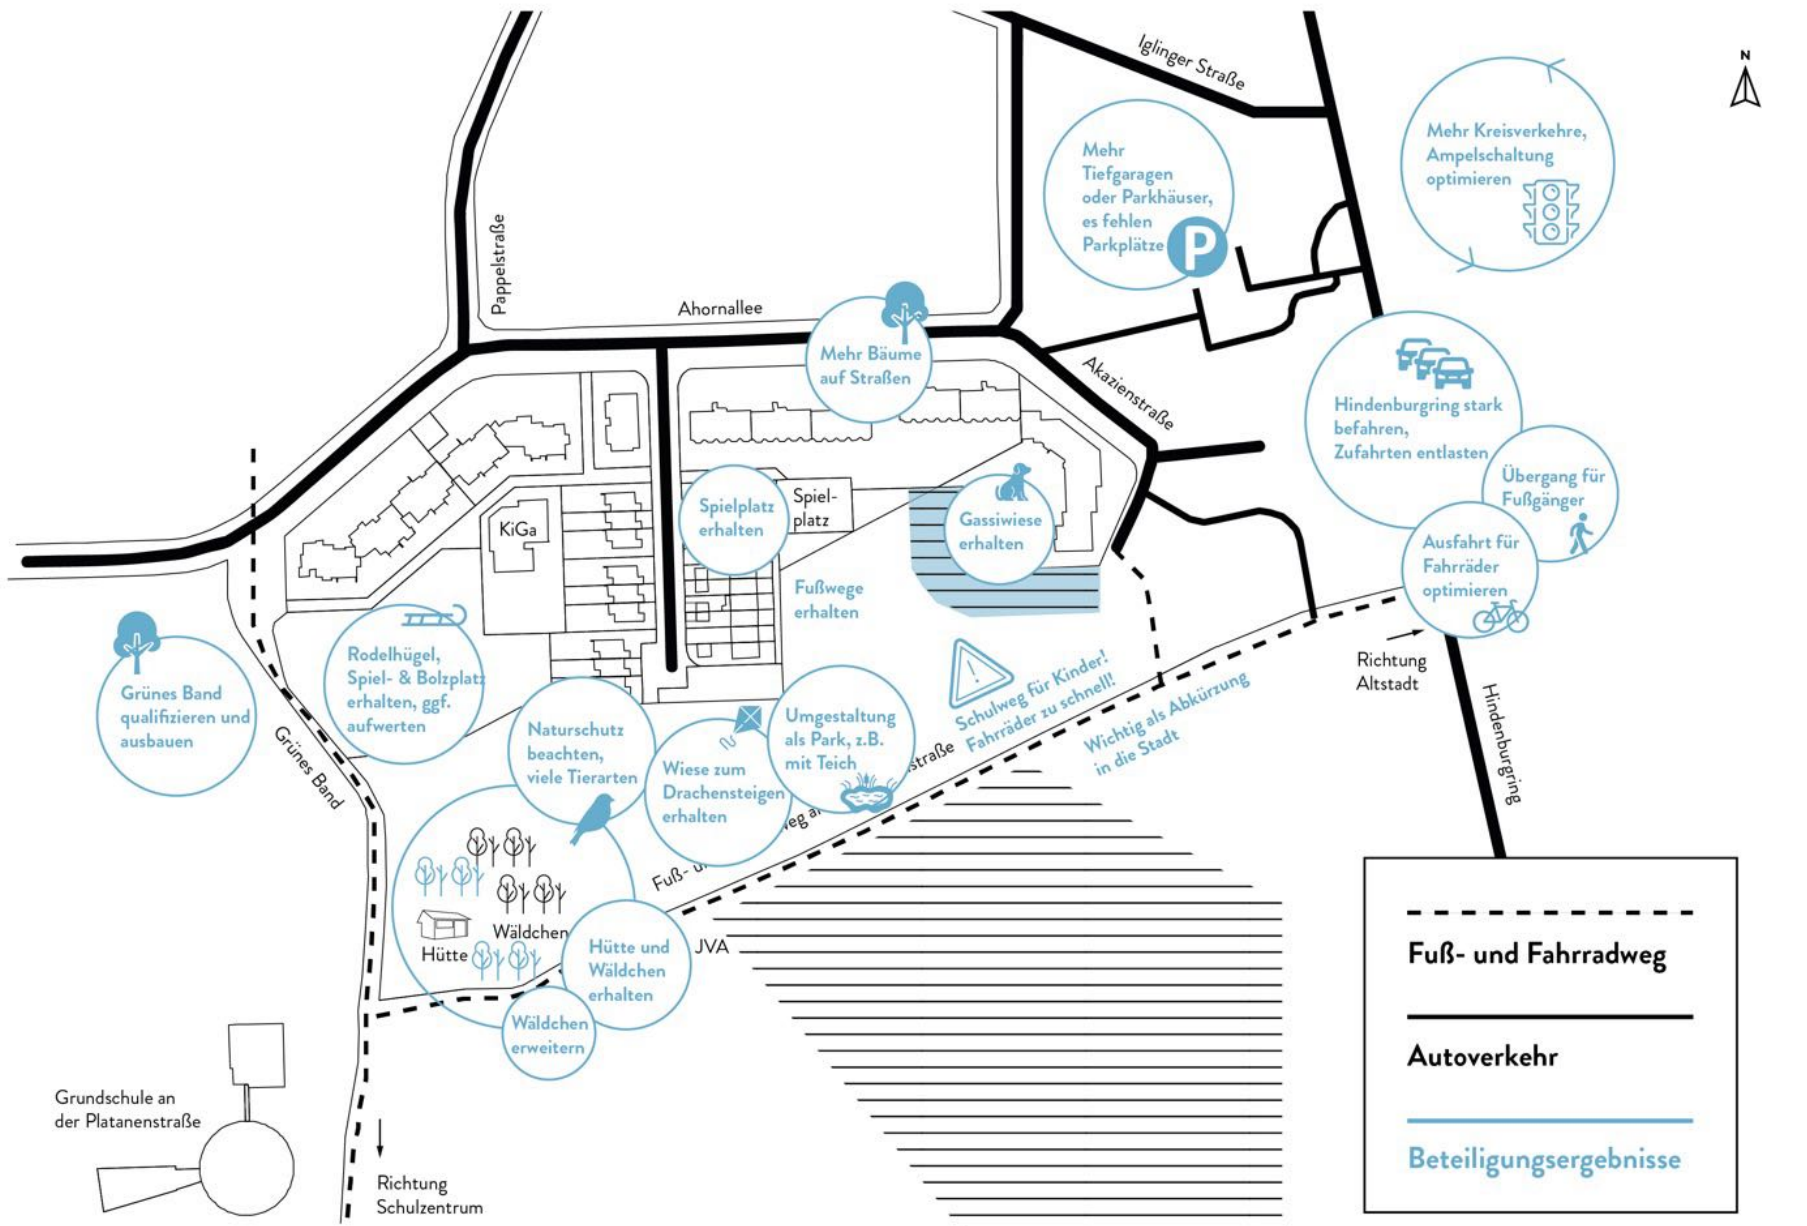 Iglinger Straße
N
Mehr Kreisverkehre,
Ampelschaltung
optimieren
Mehr
Tiefgaragen
oder Parkhäuser,
es fehlen
Parkplätze
P
Pappelstraße
Ahornallee
Mehr Bäume
auf Straßen
Akazienstraße
Hindenburgring stark
befahren,
Zufahrten entlasten
Übergang für
Fußgänger
Ausfahrt für
Fahrräder
optimieren
Spielplatz
erhalten
Spiel-
platz
Gassiwiese
erhalten
KiGa
Fußwege
erhalten
Grünes Band
qualifizieren und
ausbauen
Rodelhügel,
Spiel- & Bolzplatz
erhalten, ggf.
aufwerten
Grünes Band
Naturschutz
beachten,
viele Tierarten
Wiese zum
Drachensteigen
erhalten
Umgestaltung
als Park, z.B.
mit Teich
!
Schulweg für Kinder!
Fahrräder zu schnell!
Wichtig als Abkürzung
in die Stadt
Richtung
Altstadt
Hindenburgring
Fuß-
straße
Wäldchen
Hütte
Hütte und
Wäldchen
erhalten
JVA
Wäldchen
erweitern
Grundschule an
der Platanenstraße
Richtung
Schulzentrum
Fuß- und Fahrradweg
Autoverkehr
Beteiligungsergebnisse